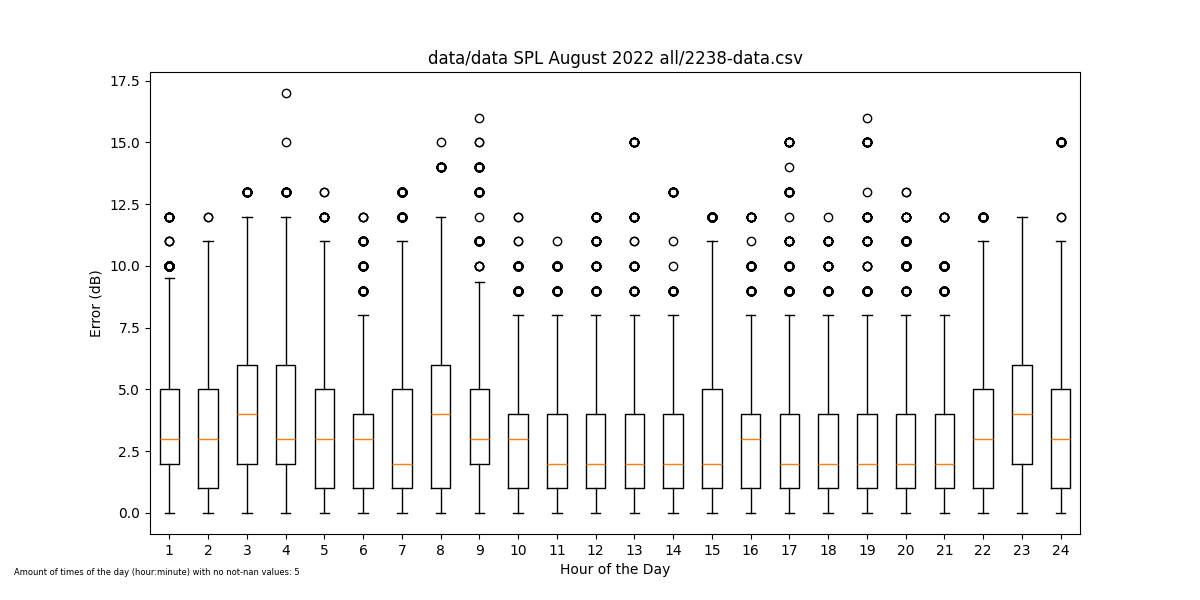 data/data SPL August 2022 all/2238-data.csv
17.5
15.0
12.5
10.0
7.5
5.0
2.5
0.0
Error (dB)
1 2 3 4 5 6 7 8 9 10 11 12 13 14 15 16 17 18 19 20 21 22 23 24
Hour of the Day
Amount of times of the day (hour:minute) with no not-nan values: 5